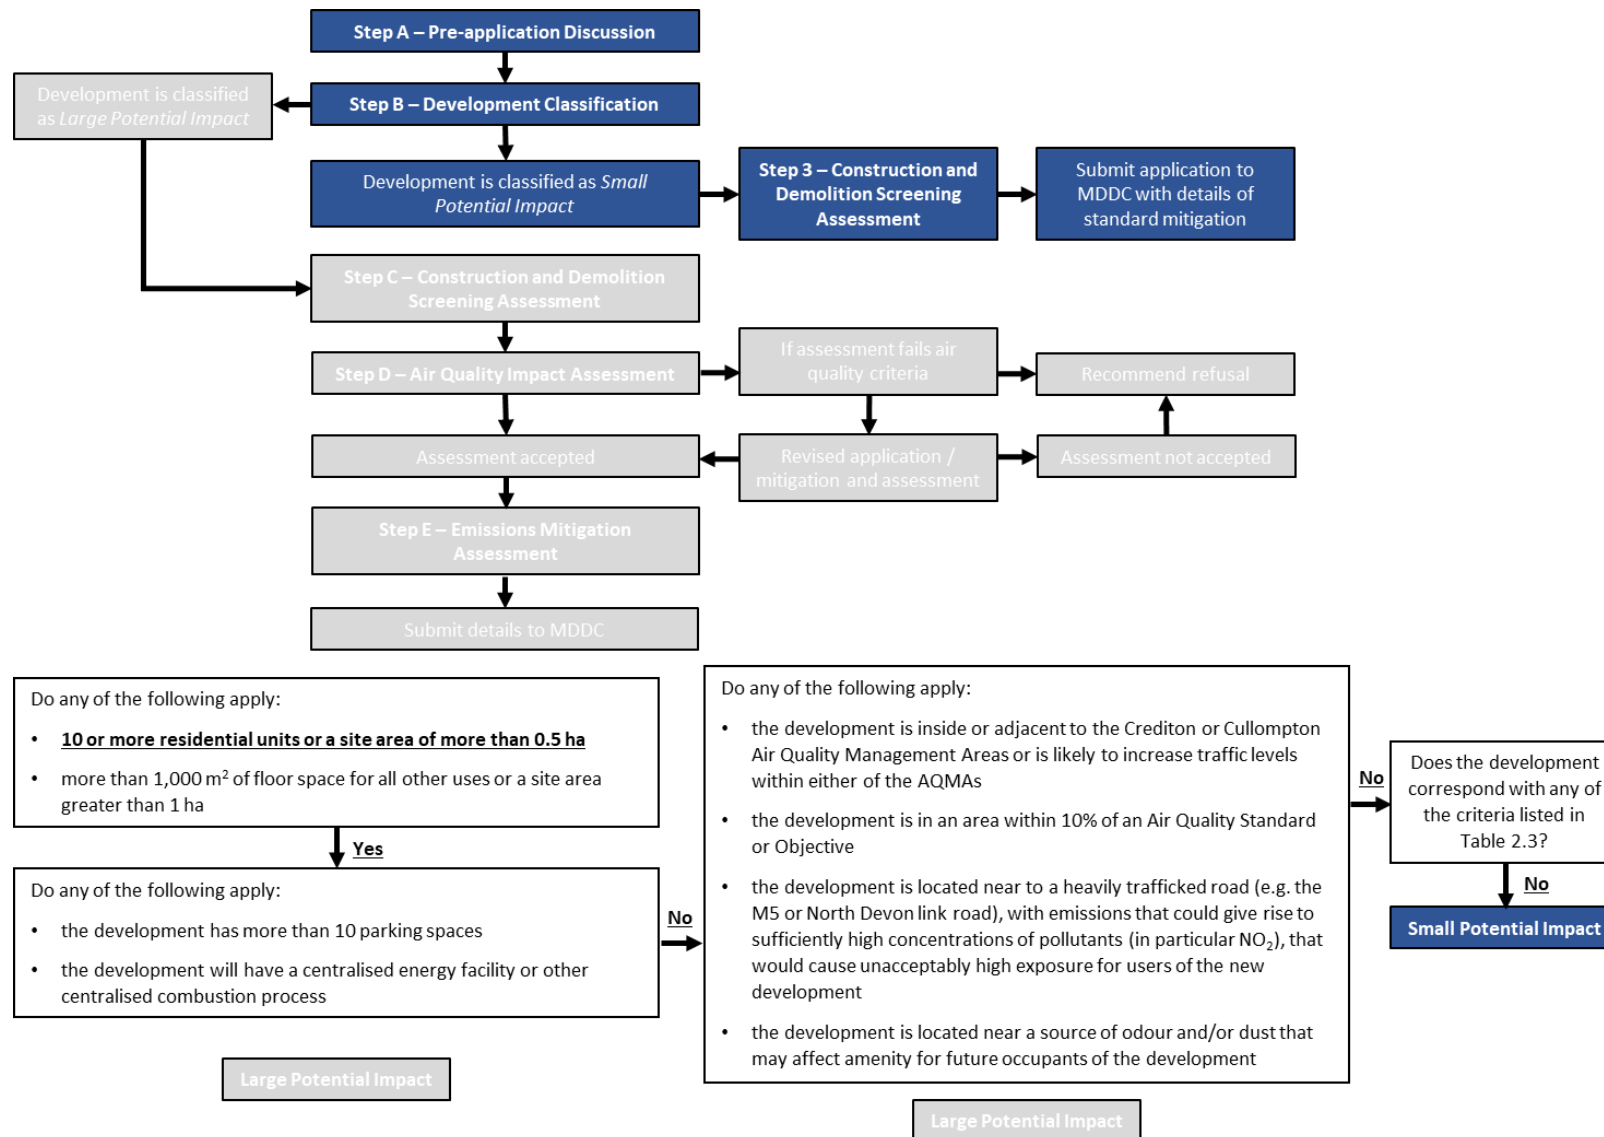 Step A – Pre-application Discussion
Development is classified
as Large Potential Impact
Step B – Development Classification
Development is classified as Small
Potential Impact
Step 3 – Construction and
Demolition Screening
Assessment
Submit application to
MDDC with details of
standard mitigation
Step C – Construction and Demolition
Screening Assessment
Step D – Air Quality Impact Assessment
If assessment fails air
quality criteria
Recommend refusal
Assessment accepted
Revised application /
mitigation and assessment
Assessment not accepted
Step E – Emissions Mitigation
Assessment
Submit details to MDDC
Do any of the following apply:
• 10 or more residential units or a site area of more than 0.5 ha
• more than 1,000 m² of floor space for all other uses or a site area
greater than 1 ha
Yes
Do any of the following apply:
• the development has more than 10 parking spaces
• the development will have a centralised energy facility or other
centralised combustion process
No
Large Potential Impact
Do any of the following apply:
• the development is inside or adjacent to the Crediton or Cullompton
Air Quality Management Areas or is likely to increase traffic levels
within either of the AQMAs
• the development is in an area within 10% of an Air Quality Standard
or Objective
• the development is located near to a heavily trafficked road (e.g. the
M5 or North Devon link road), with emissions that could give rise to
sufficiently high concentrations of pollutants (in particular NO₂), that
would cause unacceptably high exposure for users of the new
development
• the development is located near a source of odour and/or dust that
may affect amenity for future occupants of the development
Large Potential Impact
No
Does the development
correspond with any of
the criteria listed in
Table 2.3?
No
Small Potential Impact